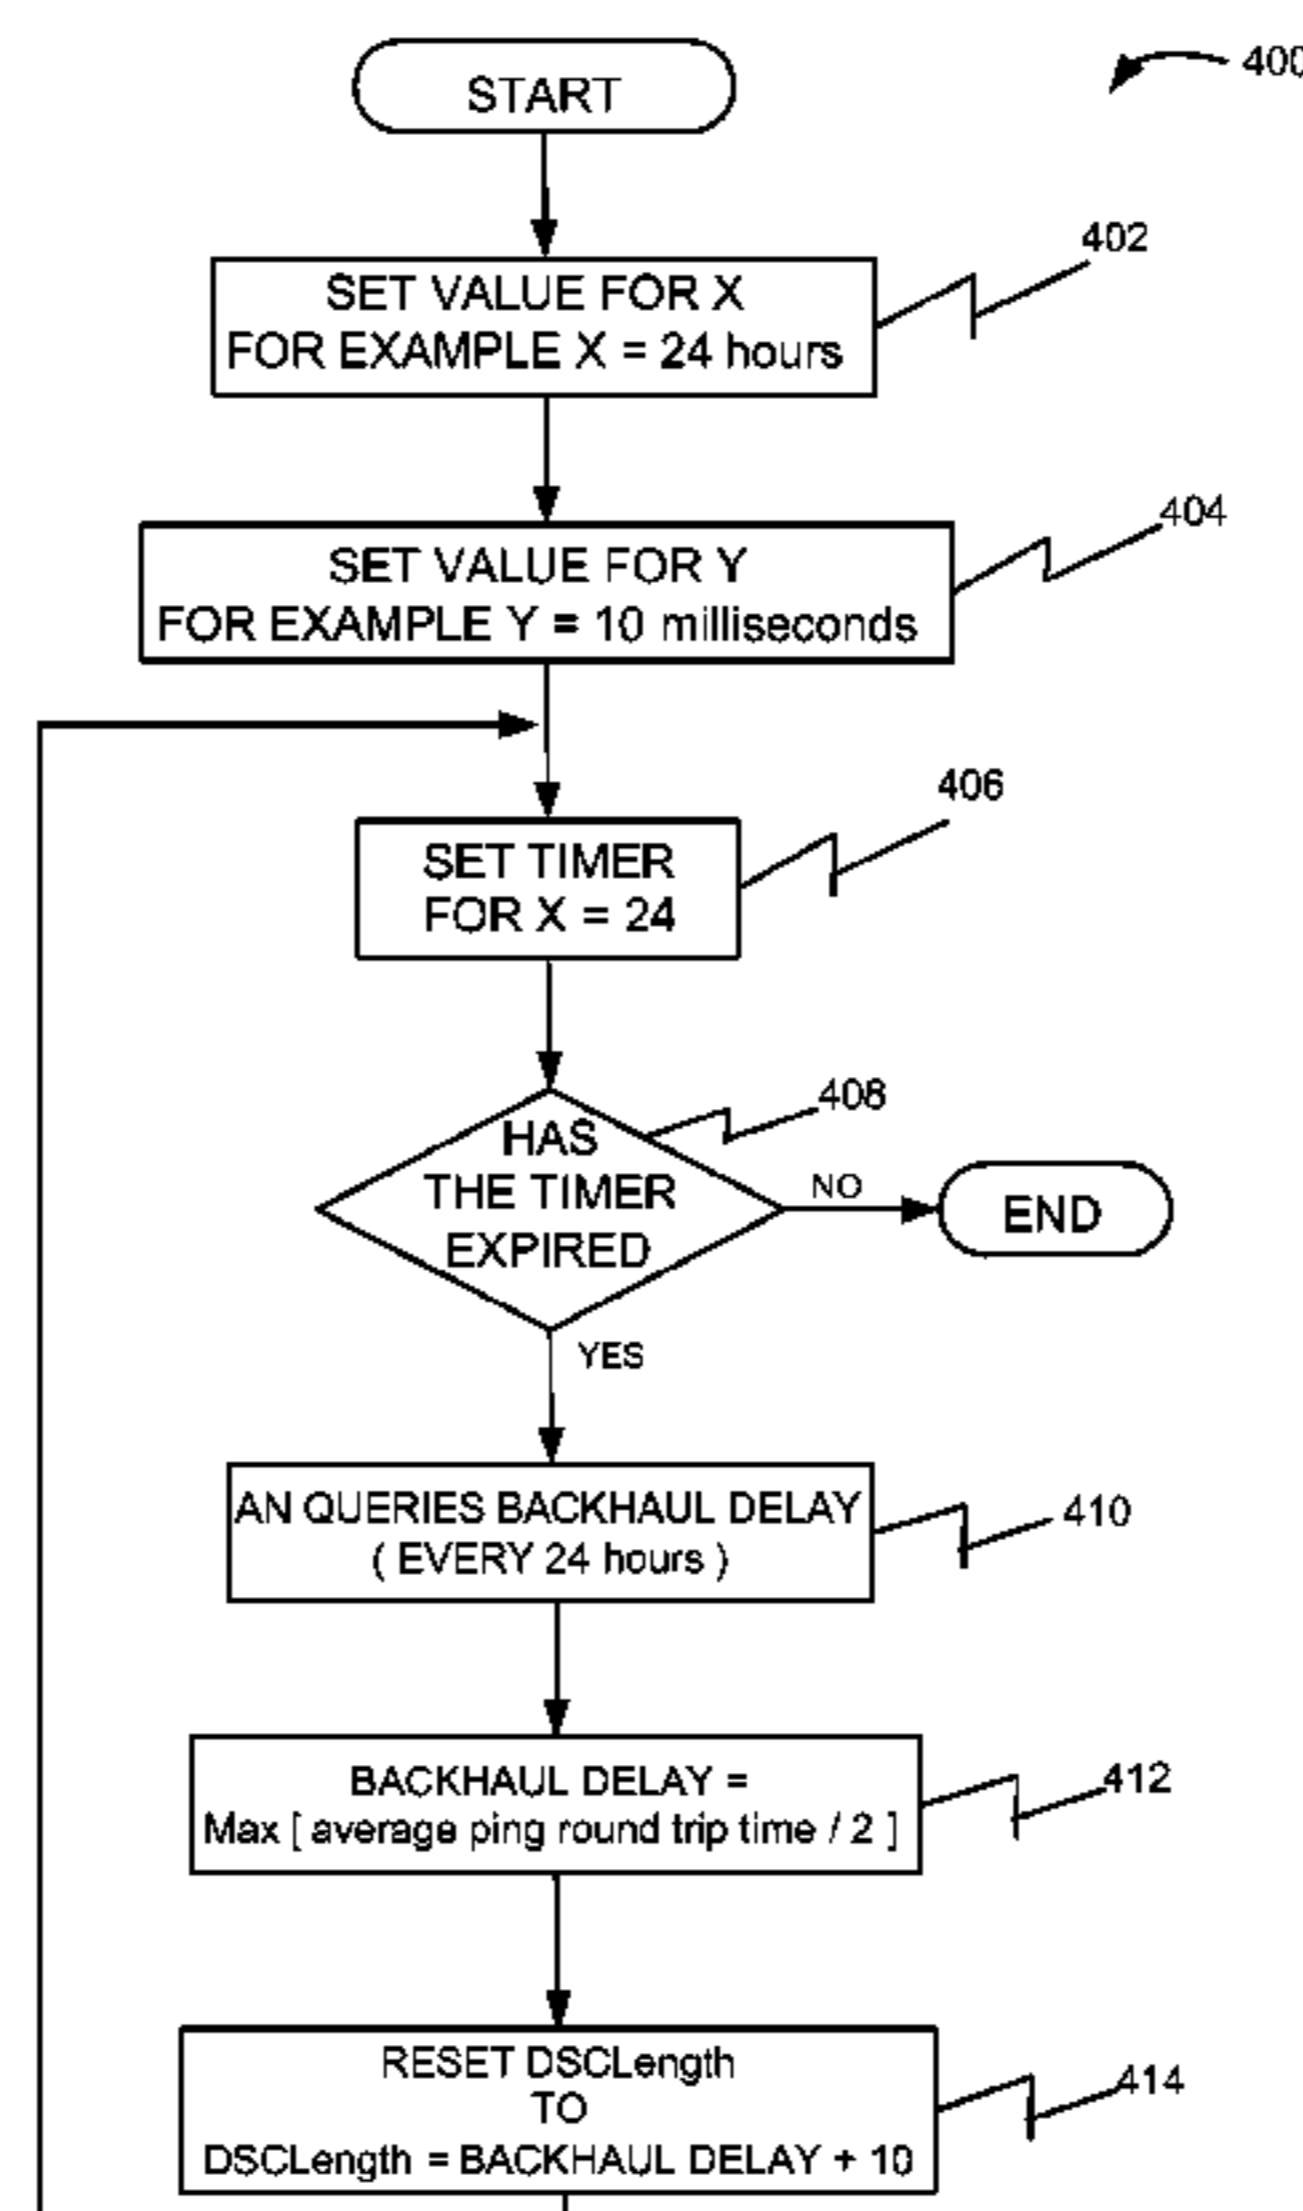 START
400
SET VALUE FOR X
FOR EXAMPLE X = 24 hours
402
SET VALUE FOR Y
FOR EXAMPLE Y = 10 milliseconds
404
SET TIMER
FOR X = 24
406
HAS
THE TIMER
EXPIRED
408
NO
END
YES
AN QUERIES BACKHAUL DELAY
( EVERY 24 hours )
410
BACKHAUL DELAY =
Max [ average ping round trip time / 2 ]
412
RESET DSCLength
TO
DSCLength = BACKHAUL DELAY + 10
414